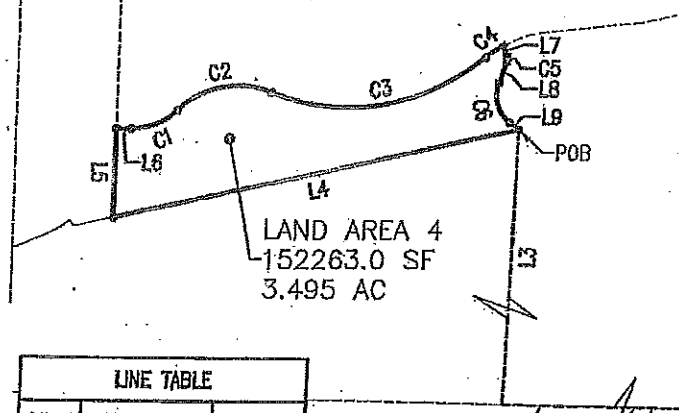 C4
L7
C5
L8
C2
C3
C6
L9
POB
C1
L5
L6
L4
L3
LAND AREA 4
152263.0 SF
3.495 AC
LINE TABLE